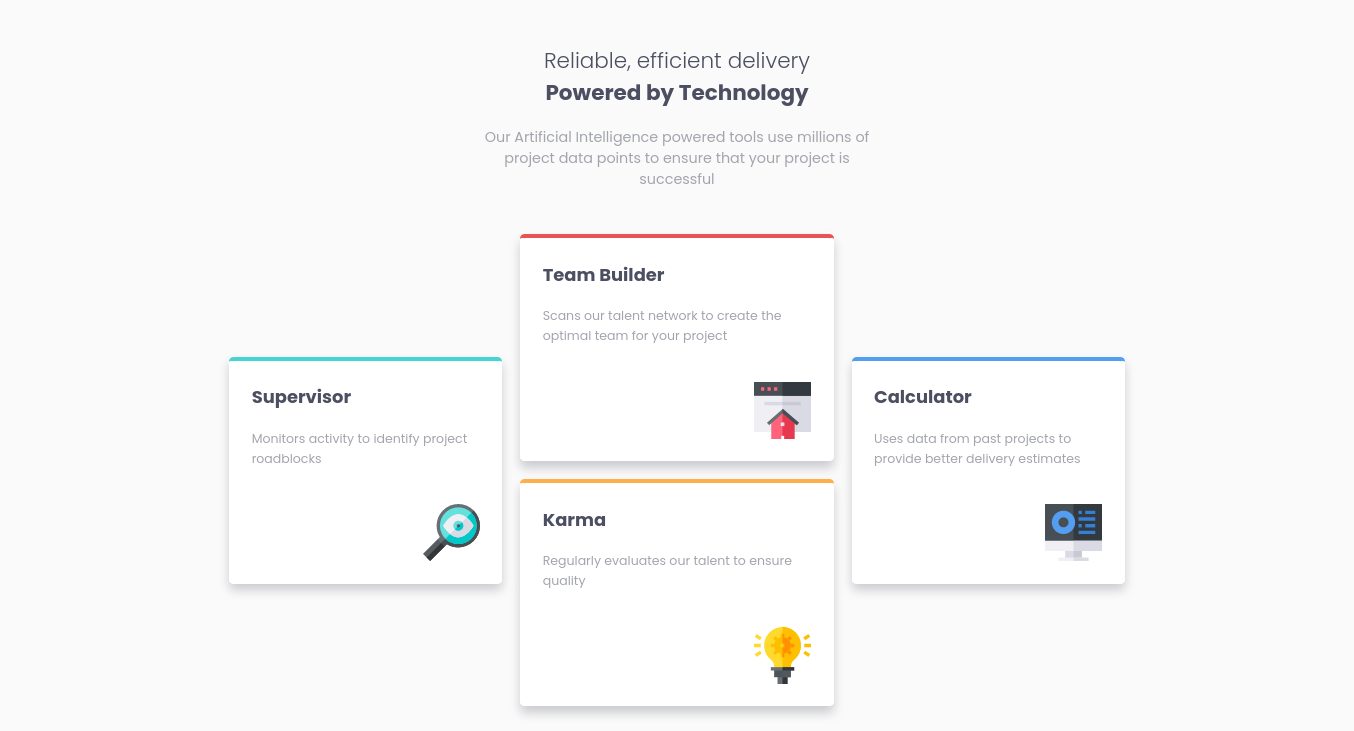 Reliable, efficient delivery
Powered by Technology
Our Artificial Intelligence powered tools use millions of
project data points to ensure that your project is
successful
Supervisor
Monitors activity to identify project
roadblocks
Team Builder
Scans our talent network to create the
optimal team for your project
Karma
Regularly evaluates our talent to ensure
quality
Calculator
Uses data from past projects to
provide better delivery estimates